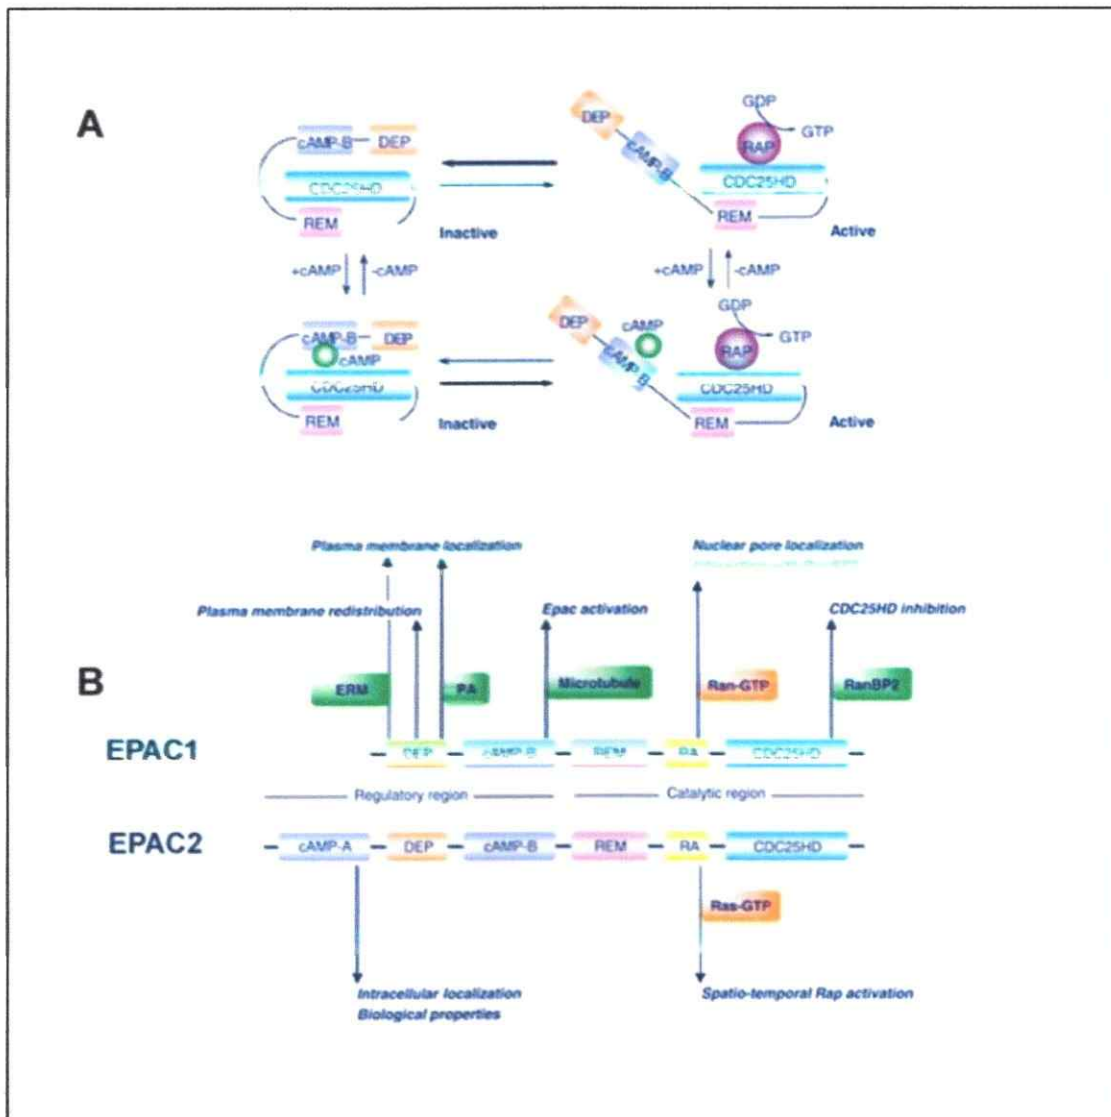 A
cAMP-B DEP
CDC25HD
REM
Inactive
DEP
cAMP-B
GDP
GTP
RAP
CDC25HD
REM
Active
+cAMP -cAMP
+cAMP -cAMP
cAMP-B DEP
cAMP
CDC25HD
REM
Inactive
DEP
cAMP
cAMP-B
GDP
GTP
RAP
CDC25HD
REM
Active
B
Plasma membrane localization
Nuclear pore localization
Plasma membrane redistribution
Epac activation
CDC25HD inhibition
ERM PA Microtubule Ran-GTP RanBP2
EPAC1 DEP cAMP-B REM RA CDC25HD
Regulatory region Catalytic region
EPAC2 cAMP-A DEP cAMP-B REM RA CDC25HD
Ras-GTP
Intracellular localization
Biological properties
Spatio-temporal Rap activation